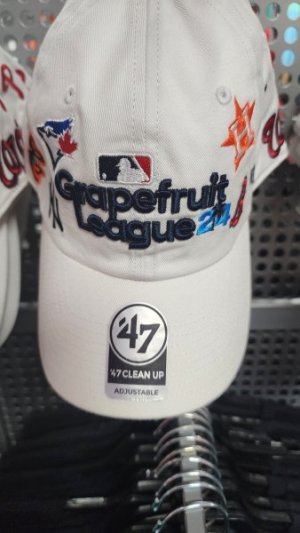 Grapefruit
League 24
'47
'47 CLEAN UP
ADJUSTABLE